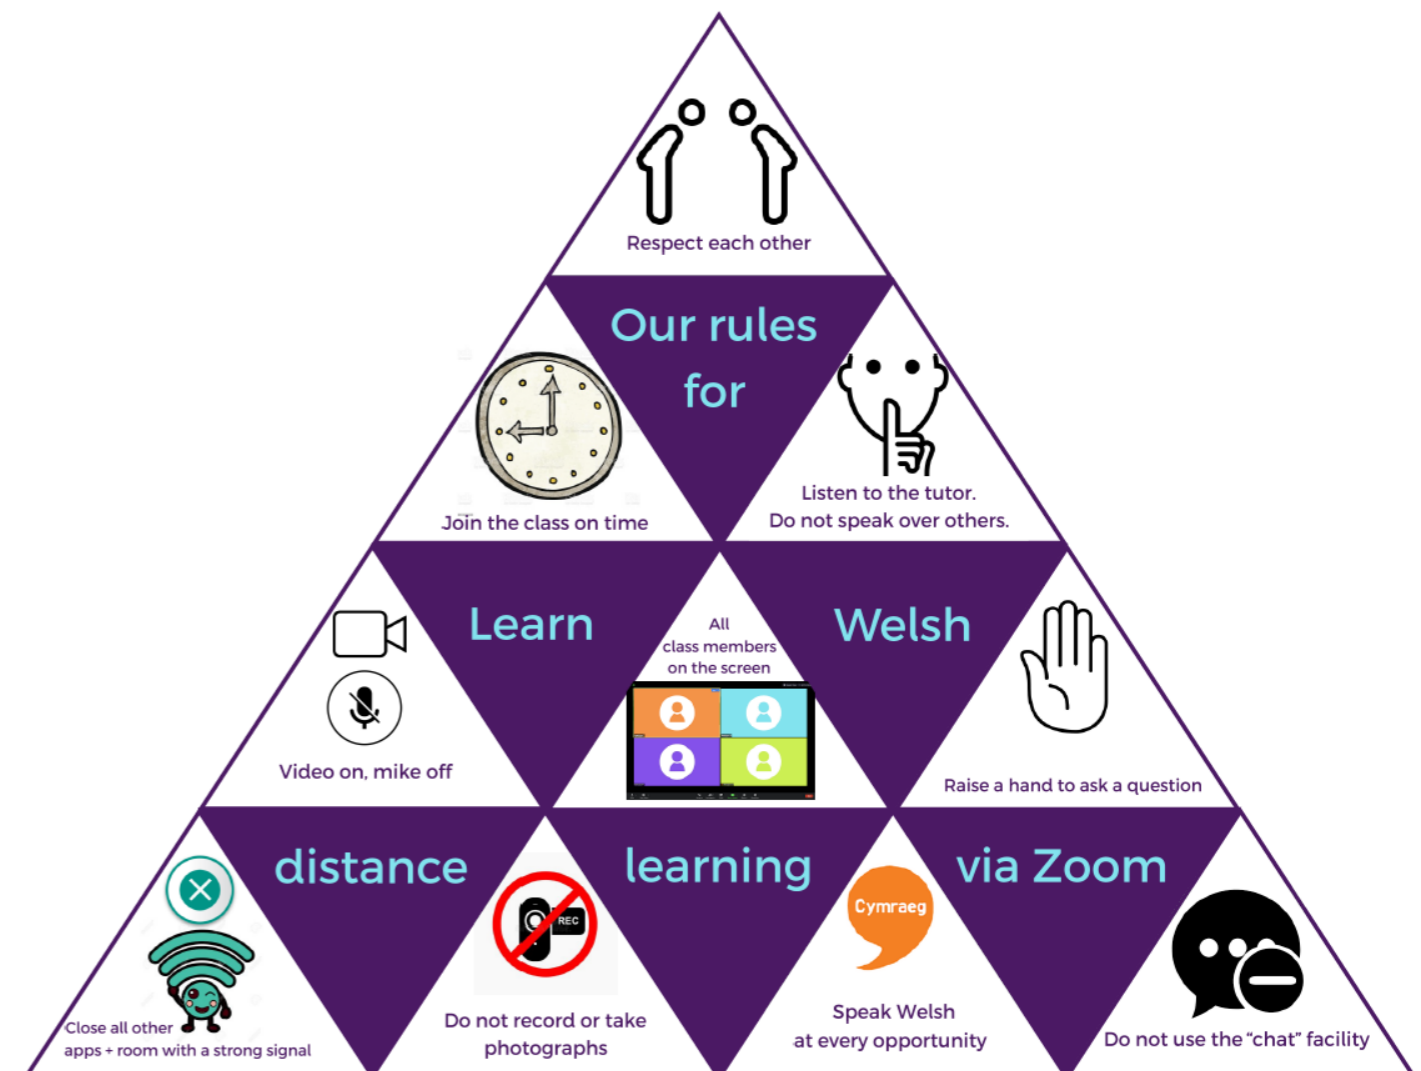 Respect each other
Our rules
for
Join the class on time
Listen to the tutor.
Do not speak over others.
Learn
Welsh
All
class members
on the screen
Video on, mike off
Raise a hand to ask a question
distance
learning
via Zoom
Close all other
apps + room with a strong signal
REC
Do not record or take
photographs
Cymraeg
Speak Welsh
at every opportunity
Do not use the “chat” facility